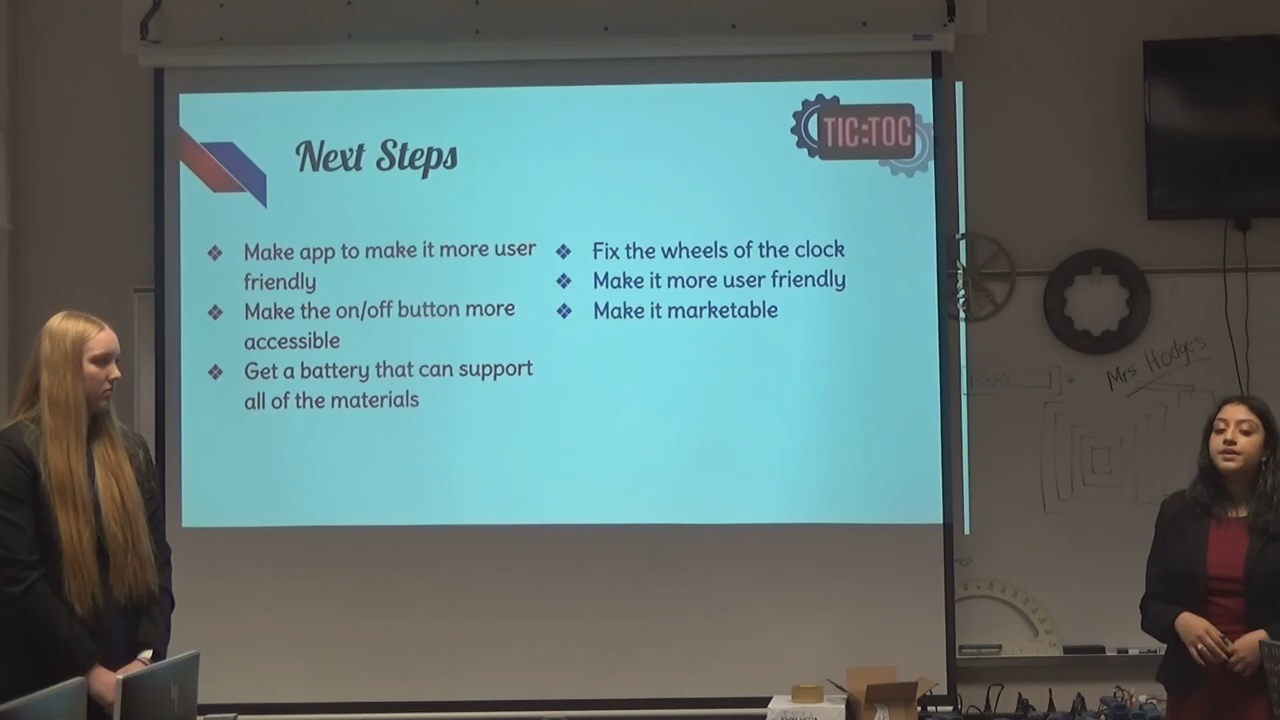 Next Steps
TIC:TOC
❖ Make app to make it more user
friendly
❖ Make the on/off button more
accessible
❖ Get a battery that can support
all of the materials
❖ Fix the wheels of the clock
❖ Make it more user friendly
❖ Make it marketable
Mrs Hodges